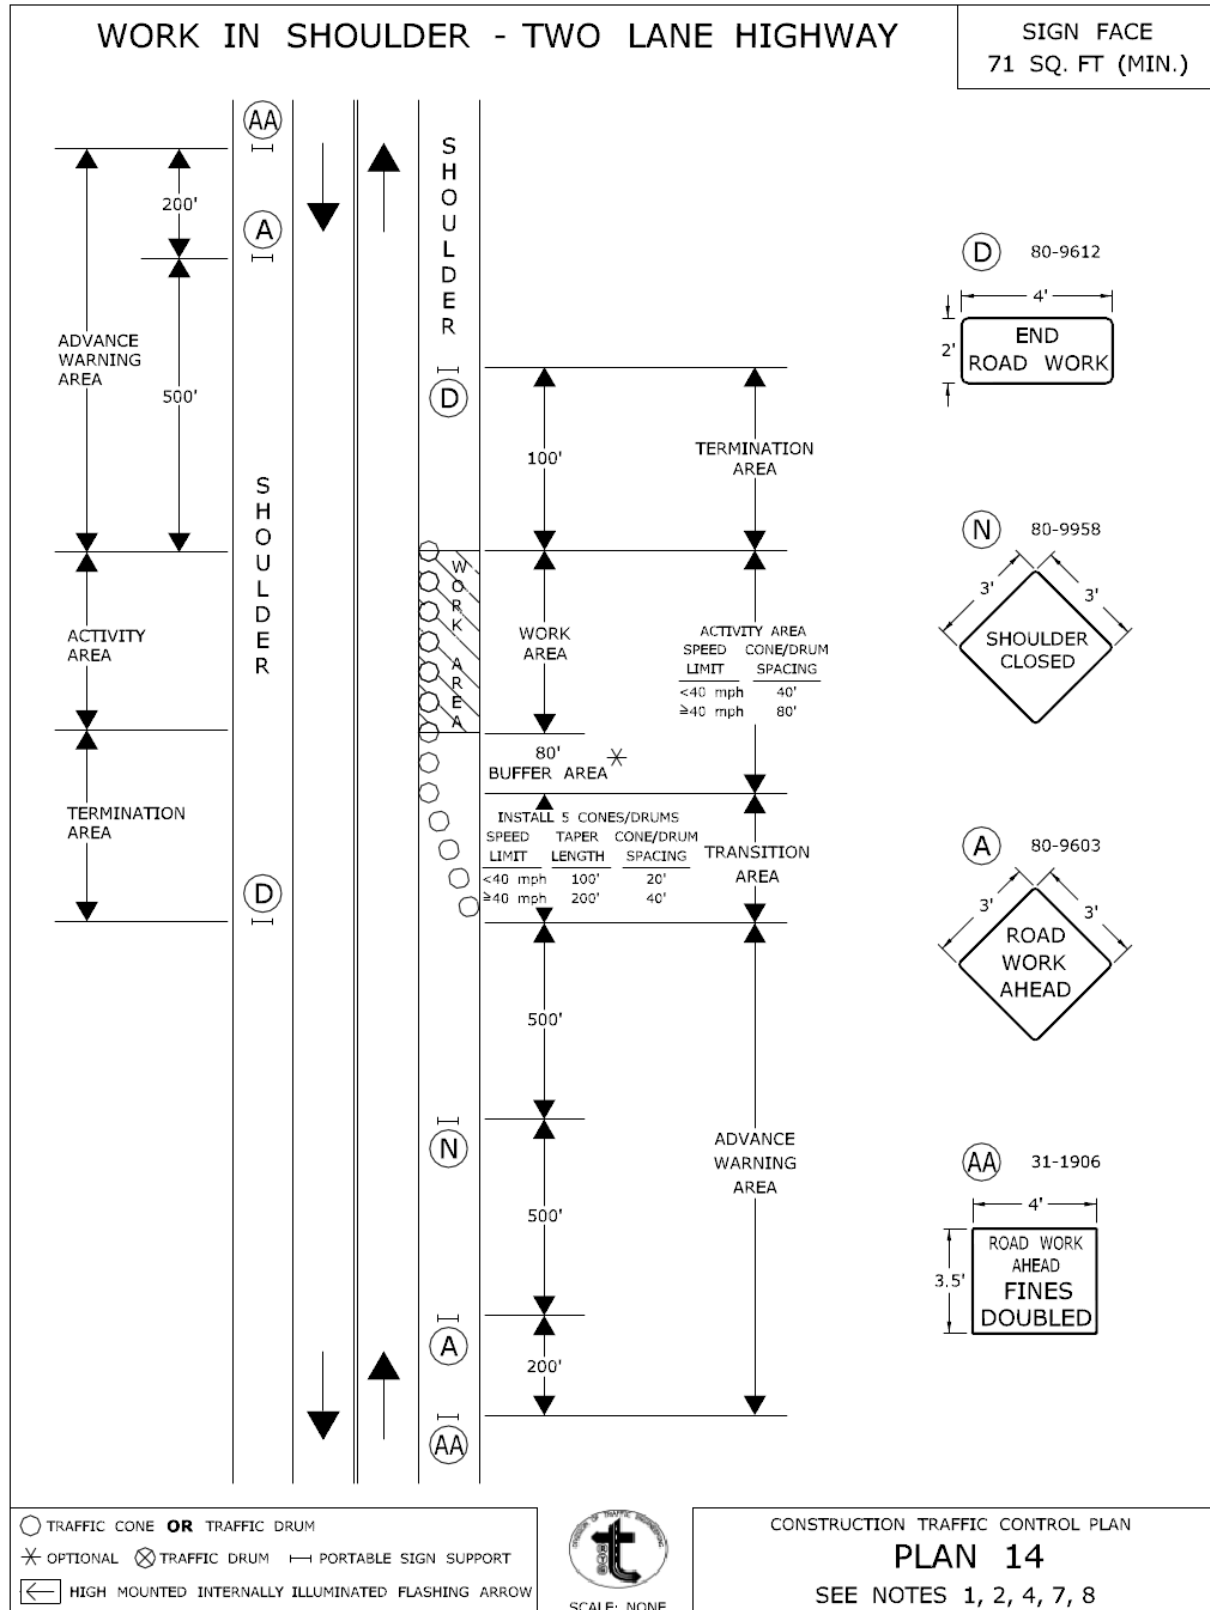 WORK IN SHOULDER - TWO LANE HIGHWAY
SIGN FACE
71 SQ. FT (MIN.)
AA
200'
A
ADVANCE
WARNING
AREA
500'
SHOULDER
SHOULDER
D
100'
TERMINATION
AREA
ACTIVITY
AREA
WORK AREA
WORK
AREA
ACTIVITY AREA
SPEED LIMIT CONE/DRUM SPACING
<40 mph 40'
≥40 mph 80'
80'
BUFFER AREA *
TERMINATION
AREA
D
INSTALL 5 CONES/DRUMS
SPEED LIMIT TAPER LENGTH CONE/DRUM SPACING
<40 mph 100' 20'
≥40 mph 200' 40'
TRANSITION
AREA
500'
N
500'
ADVANCE
WARNING
AREA
A
200'
AA
D 80-9612
4'
2'
END
ROAD WORK
N 80-9958
3' 3'
SHOULDER
CLOSED
A 80-9603
3' 3'
ROAD
WORK
AHEAD
AA 31-1906
4'
3.5'
ROAD WORK
AHEAD
FINES
DOUBLED
TRAFFIC CONE OR TRAFFIC DRUM
* OPTIONAL TRAFFIC DRUM PORTABLE SIGN SUPPORT
HIGH MOUNTED INTERNALLY ILLUMINATED FLASHING ARROW
DIVISION OF TRAFFIC ENGINEERING
SCALE: NONE
CONSTRUCTION TRAFFIC CONTROL PLAN
PLAN 14
SEE NOTES 1, 2, 4, 7, 8